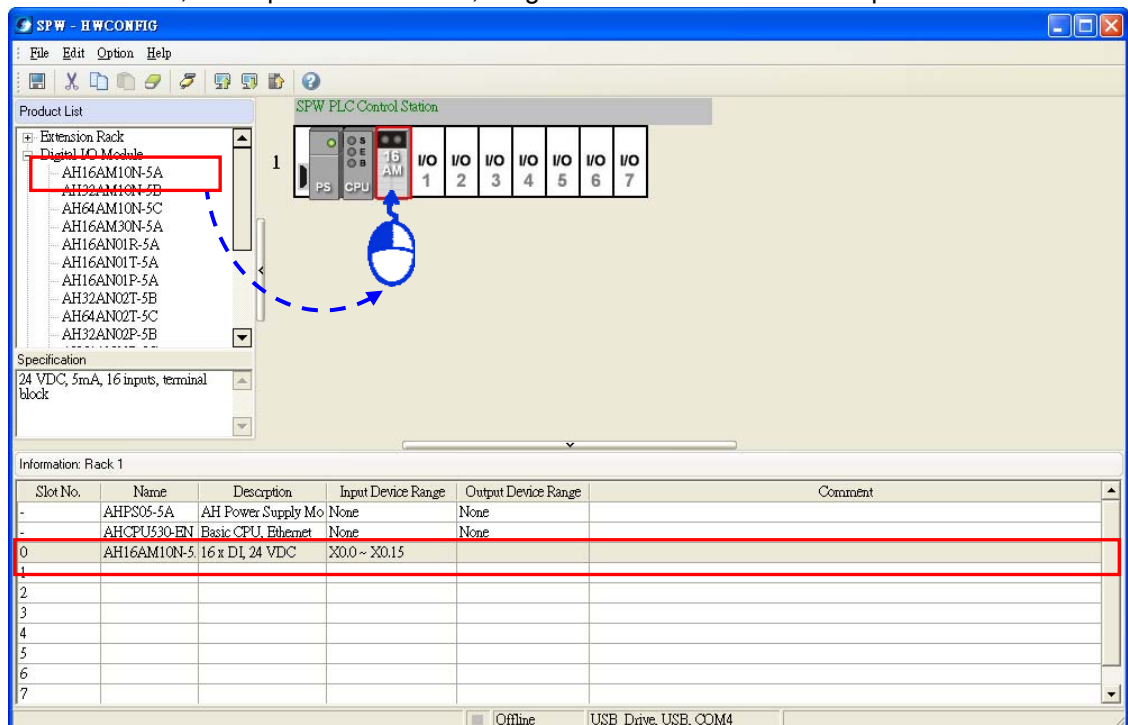 SPW - HWCONFIG
File Edit Option Help
Product List
Extension Rack
Digital I/O Module
AH16AM10N-5A
AH32AM10N-5B
AH64AM10N-5C
AH16AM30N-5A
AH16AN01R-5A
AH16AN01T-5A
AH16AN01P-5A
AH32AN02T-5B
AH64AN02T-5C
AH32AN02P-5B
Specification
24 VDC, 5mA, 16 inputs, terminal
block
SPW PLC Control Station
1
PS
S
E
B
CPU
16
AM
I/O I/O I/O I/O I/O I/O I/O
1 2 3 4 5 6 7
Information: Rack 1
Slot No. Name Descrption Input Device Range Output Device Range Comment
- AHPS05-5A AH Power Supply Mo None None
- AHCPU530-EN Basic CPU, Ethernet None None
0 AH16AM10N-5. 16 x DI, 24 VDC X0.0 ~ X0.15
1
2
3
4
5
6
7
Offline USB_Drive, USB, COM4